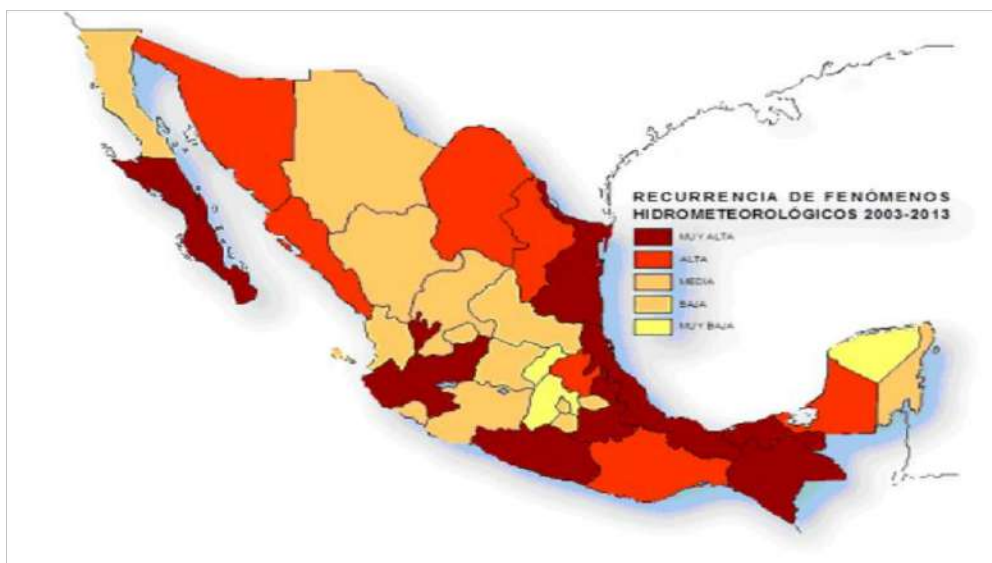 RECURRENCIA DE FENÓMENOS
HIDROMETEOROLÓGICOS 2003-2013
MUY ALTA
ALTA
MEDIA
BAJA
MUY BAJA